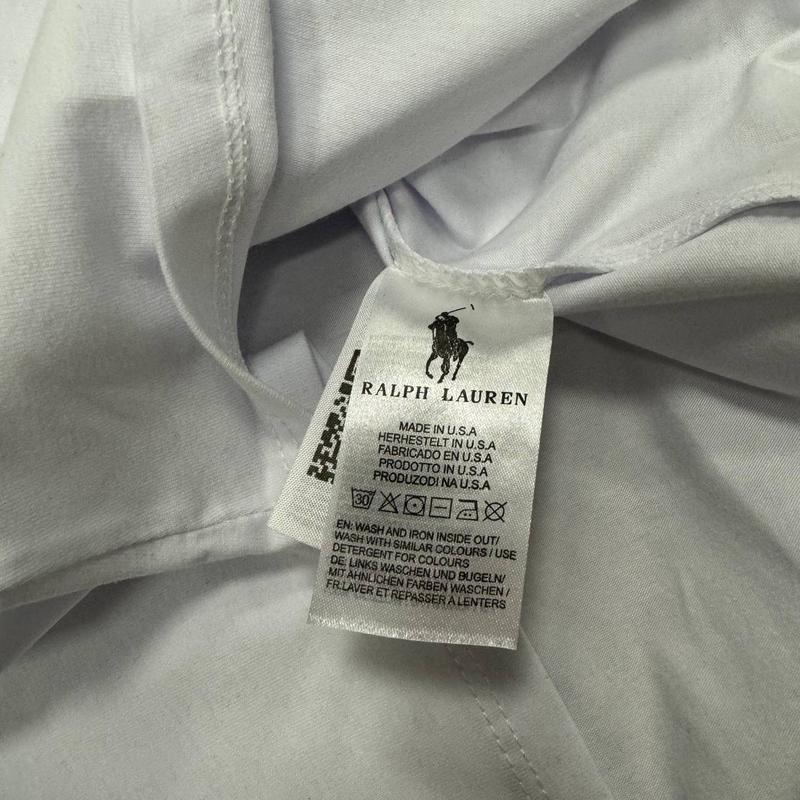 RALPH LAUREN
MADE IN U.S.A
HERHESTELT IN U.S.A
FABRICADO EN U.S.A
PRODOTTO IN U.S.A
PRODUZODI NA U.S.A
30
EN: WASH AND IRON INSIDE OUT/
WASH WITH SIMILAR COLOURS / USE
DETERGENT FOR COLOURS
DE: LINKS WASCHEN UND BUGELN/
MIT AHNLICHEN FARBEN WASCHEN /
FR:LAVER ET REPASSER A LENTERS